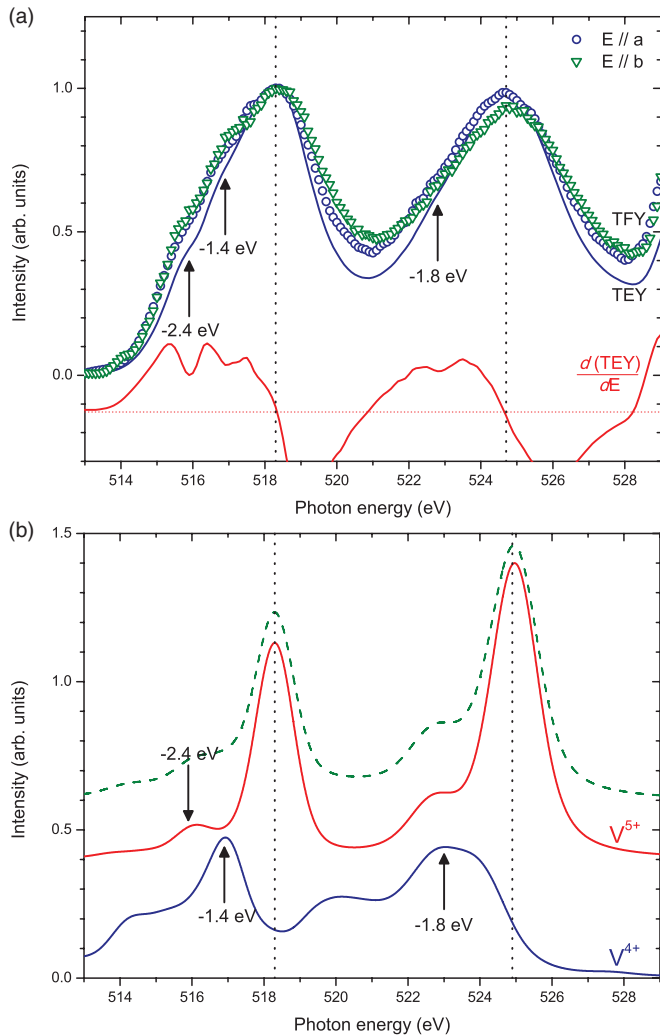 (a)
E // a
E // b
1.0
0.5
0.0
Intensity (arb. units)
-1.4 eV
-2.4 eV
-1.8 eV
TFY
TEY
d (TEY)
dE
514 516 518 520 522 524 526 528
Photon energy (eV)
(b)
1.5
1.0
0.5
0.0
Intensity (arb. units)
-2.4 eV
-1.4 eV
-1.8 eV
V⁵⁺
V⁴⁺
514 516 518 520 522 524 526 528
Photon energy (eV)